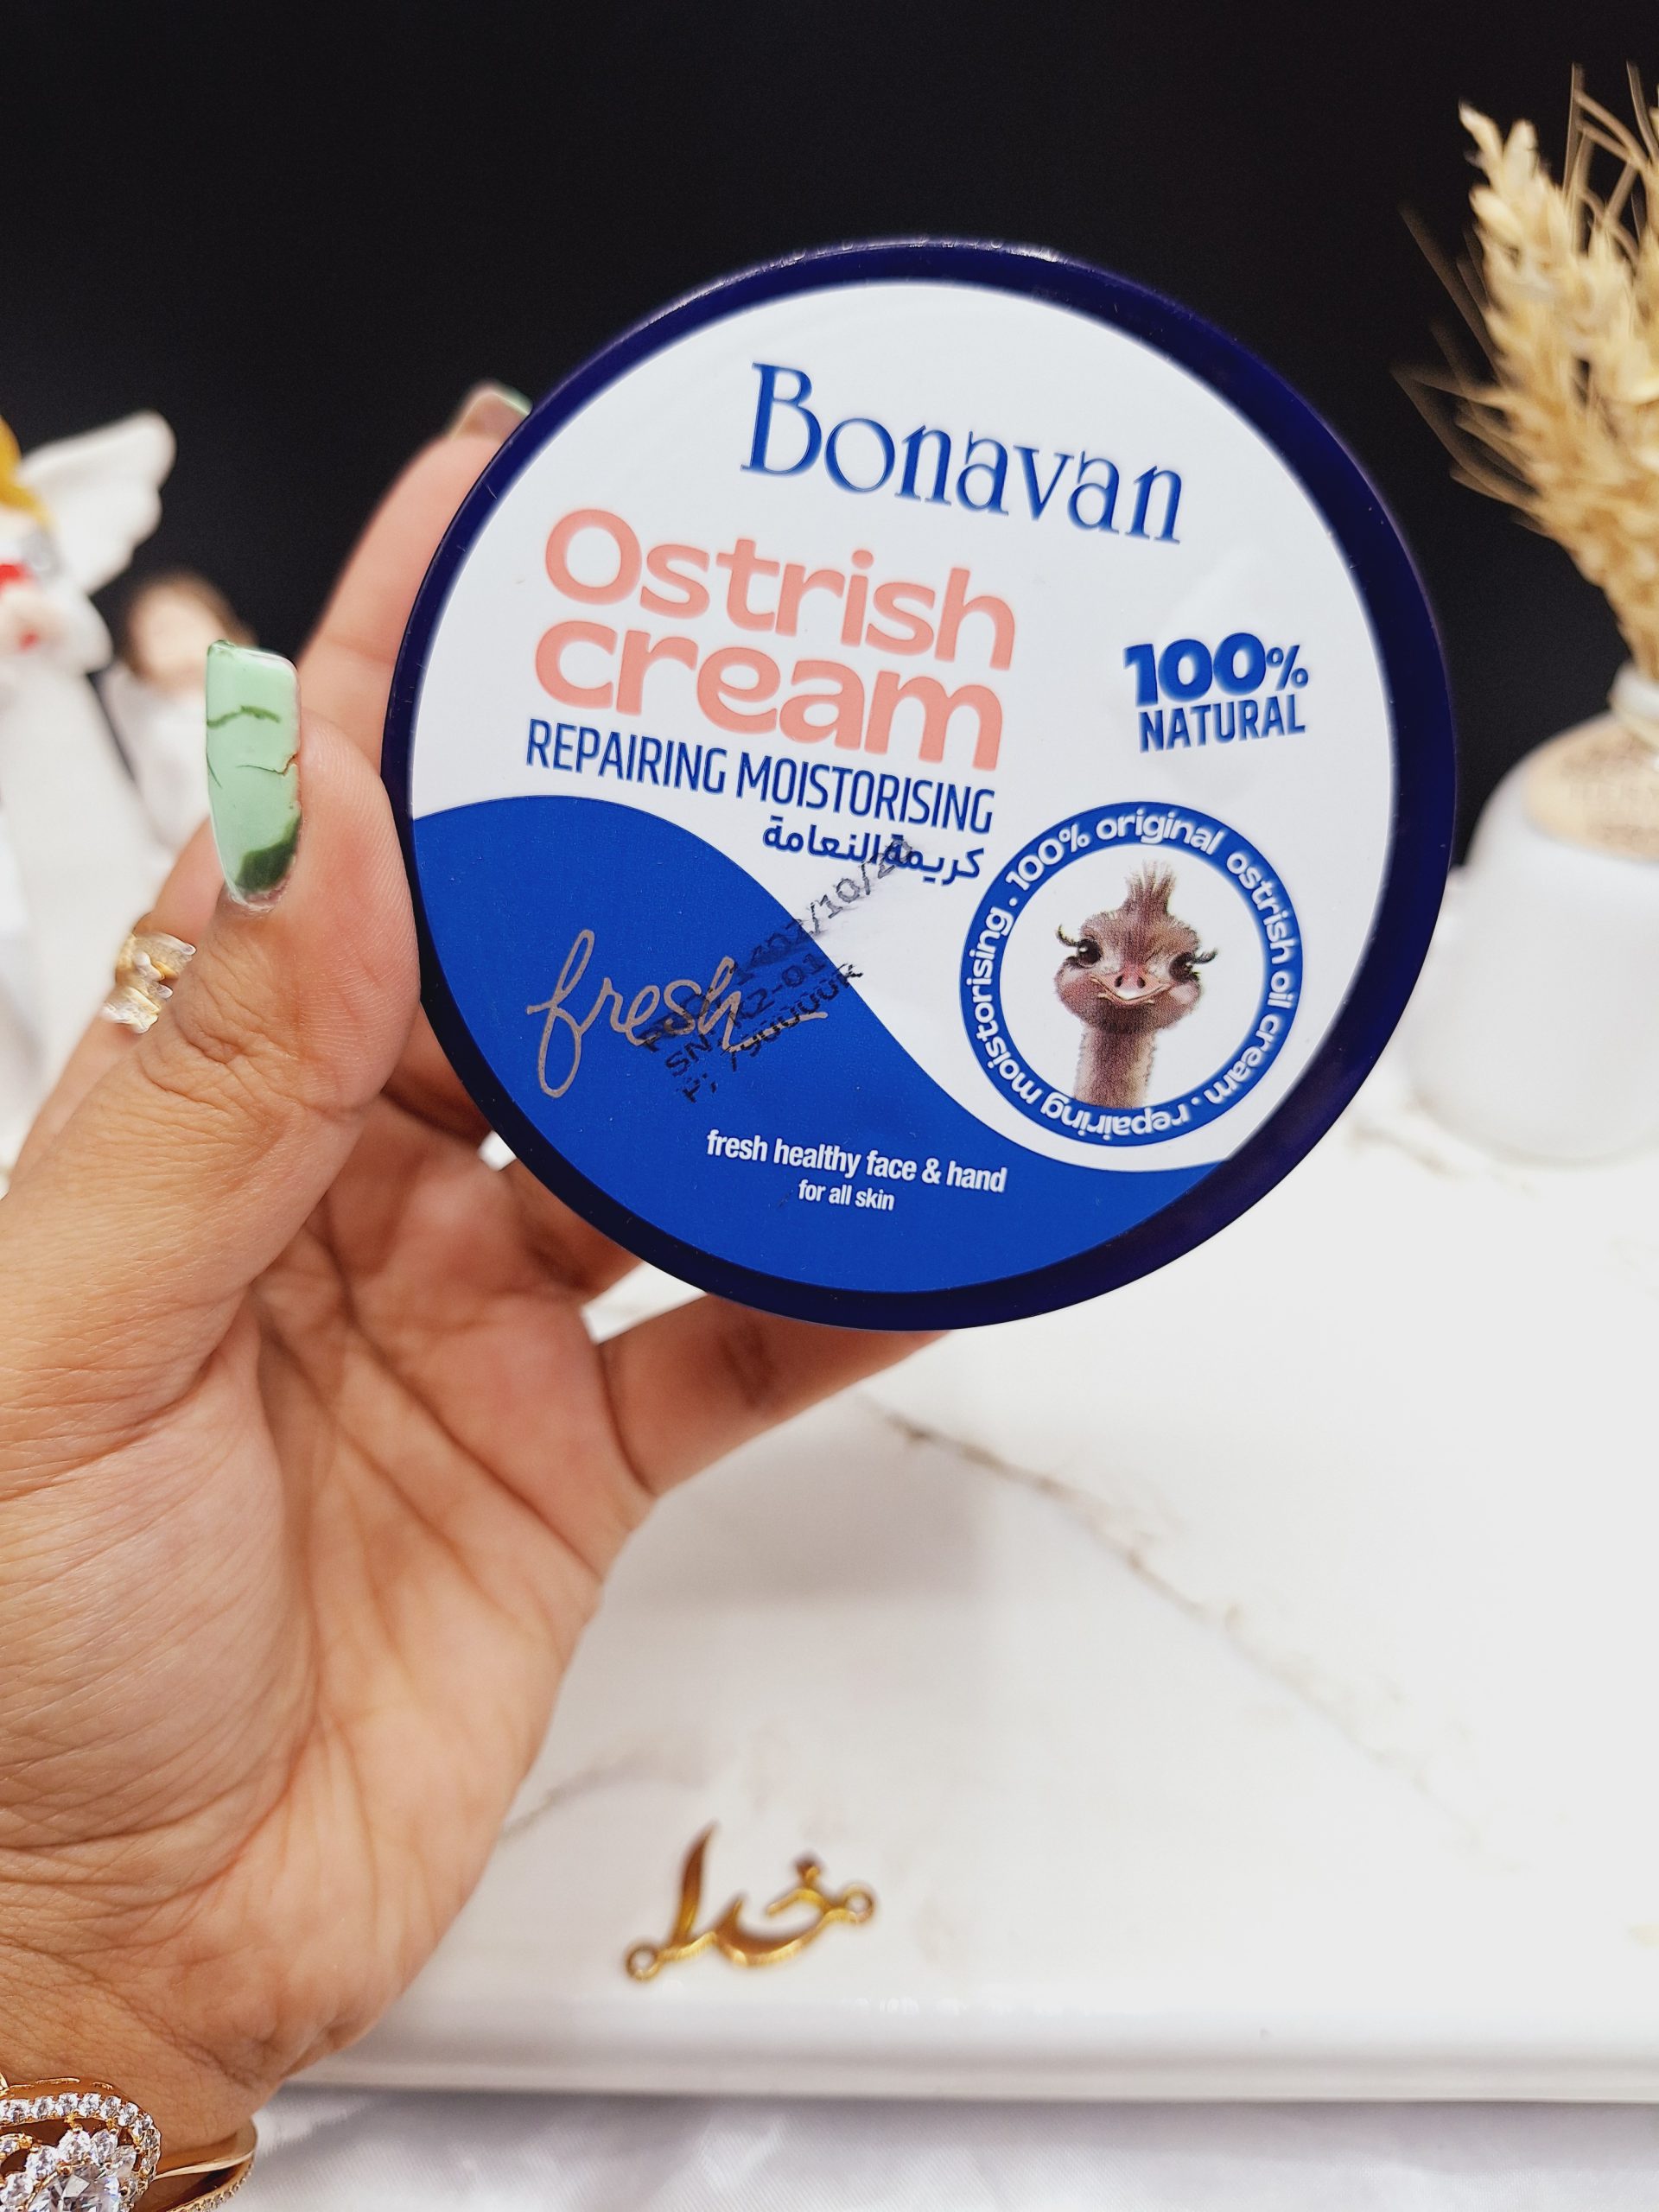 Bonavan
Ostrish
cream
REPAIRING MOISTORISING
كريمة النعامة
100%
NATURAL
100% original ostrish oil cream . repairing moistorising .
fresh
fresh healthy face & hand
for all skin
خدا